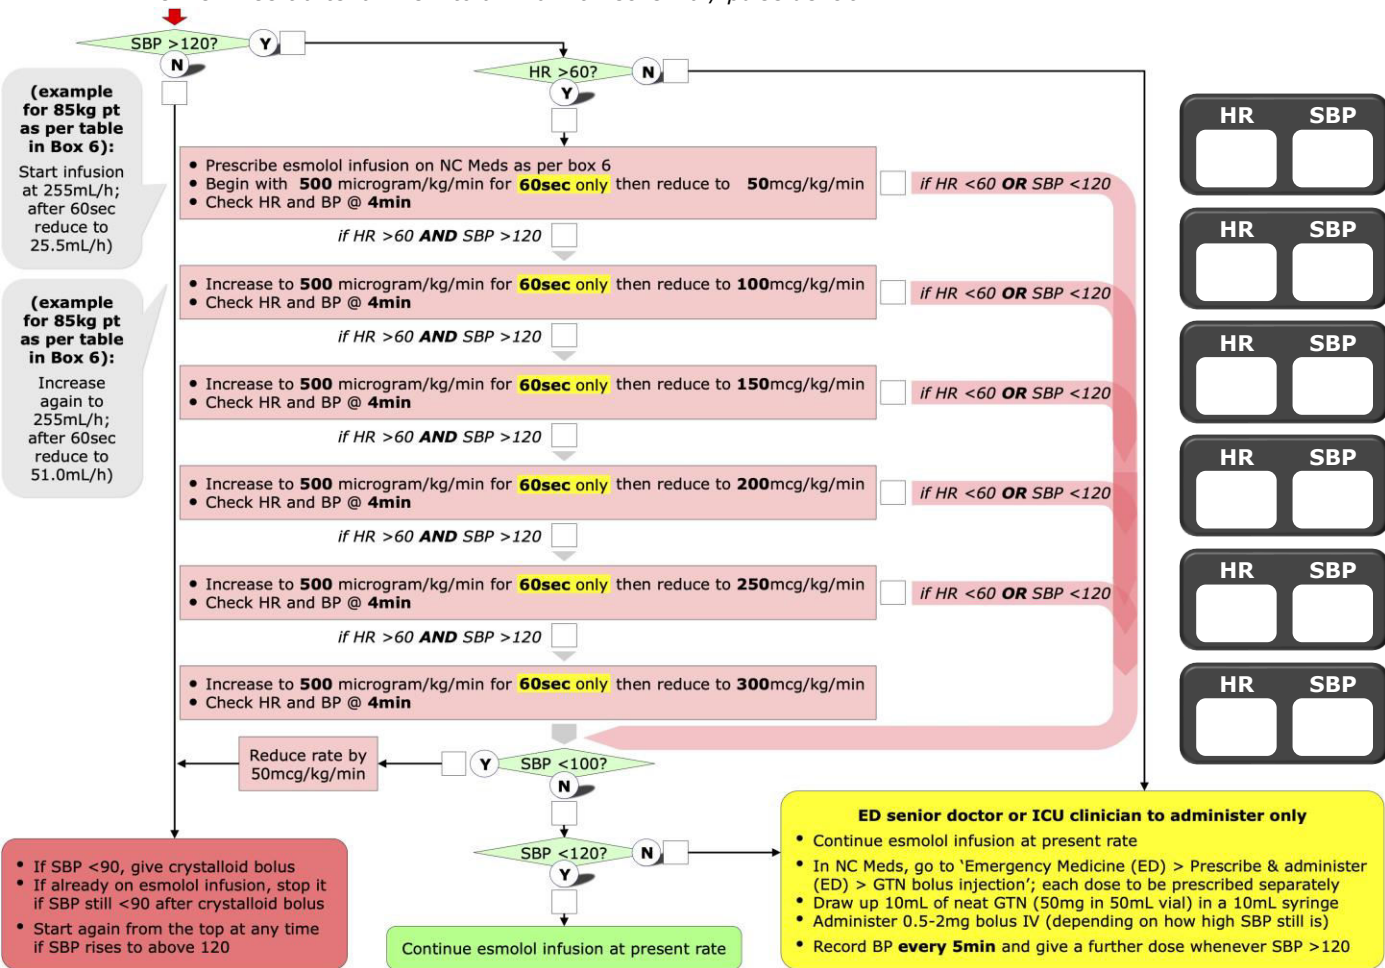 SBP >120?
Y
N
HR >60?
N
Y
(example
for 85kg pt
as per table
in Box 6):
Start infusion
at 255mL/h;
after 60sec
reduce to
25.5mL/h)
• Prescribe esmolol infusion on NC Meds as per box 6
• Begin with 500 microgram/kg/min for 60sec only then reduce to 50mcg/kg/min
• Check HR and BP @ 4min
if HR <60 OR SBP <120
if HR >60 AND SBP >120
(example
for 85kg pt
as per table
in Box 6):
Increase
again to
255mL/h;
after 60sec
reduce to
51.0mL/h)
• Increase to 500 microgram/kg/min for 60sec only then reduce to 100mcg/kg/min
• Check HR and BP @ 4min
if HR <60 OR SBP <120
if HR >60 AND SBP >120
• Increase to 500 microgram/kg/min for 60sec only then reduce to 150mcg/kg/min
• Check HR and BP @ 4min
if HR <60 OR SBP <120
if HR >60 AND SBP >120
• Increase to 500 microgram/kg/min for 60sec only then reduce to 200mcg/kg/min
• Check HR and BP @ 4min
if HR <60 OR SBP <120
if HR >60 AND SBP >120
• Increase to 500 microgram/kg/min for 60sec only then reduce to 250mcg/kg/min
• Check HR and BP @ 4min
if HR <60 OR SBP <120
if HR >60 AND SBP >120
• Increase to 500 microgram/kg/min for 60sec only then reduce to 300mcg/kg/min
• Check HR and BP @ 4min
HR SBP
HR SBP
HR SBP
HR SBP
HR SBP
HR SBP
Reduce rate by
50mcg/kg/min
Y
SBP <100?
N
SBP <120?
N
Y
• If SBP <90, give crystalloid bolus
• If already on esmolol infusion, stop it
if SBP still <90 after crystalloid bolus
• Start again from the top at any time
if SBP rises to above 120
Continue esmolol infusion at present rate
ED senior doctor or ICU clinician to administer only
• Continue esmolol infusion at present rate
• In NC Meds, go to ‘Emergency Medicine (ED) > Prescribe & administer
(ED) > GTN bolus injection’; each dose to be prescribed separately
• Draw up 10mL of neat GTN (50mg in 50mL vial) in a 10mL syringe
• Administer 0.5-2mg bolus IV (depending on how high SBP still is)
• Record BP every 5min and give a further dose whenever SBP >120